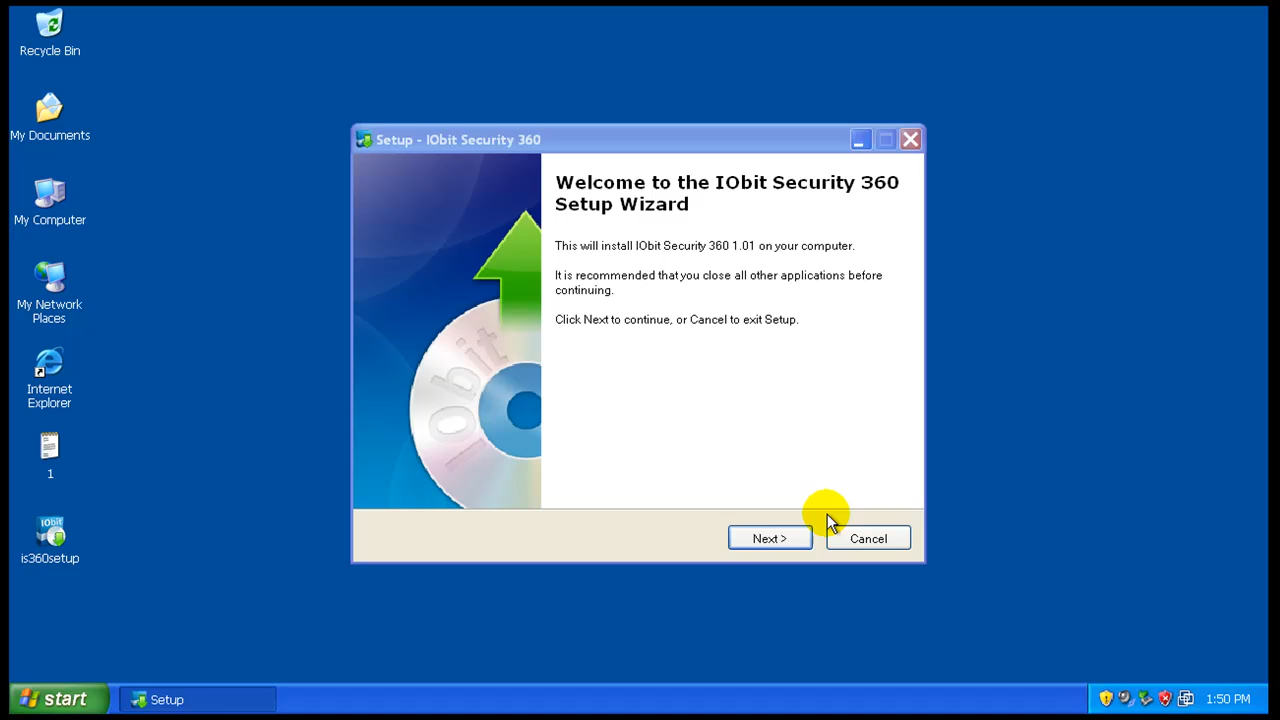 Recycle Bin
My Documents
My Computer
My Network
Places
Internet
Explorer
1
IObit
is360setup
Setup - IObit Security 360
IObit
Welcome to the IObit Security 360
Setup Wizard
This will install IObit Security 360 1.01 on your computer.
It is recommended that you close all other applications before
continuing.
Click Next to continue, or Cancel to exit Setup.
Next >
Cancel
start
Setup
1:50 PM